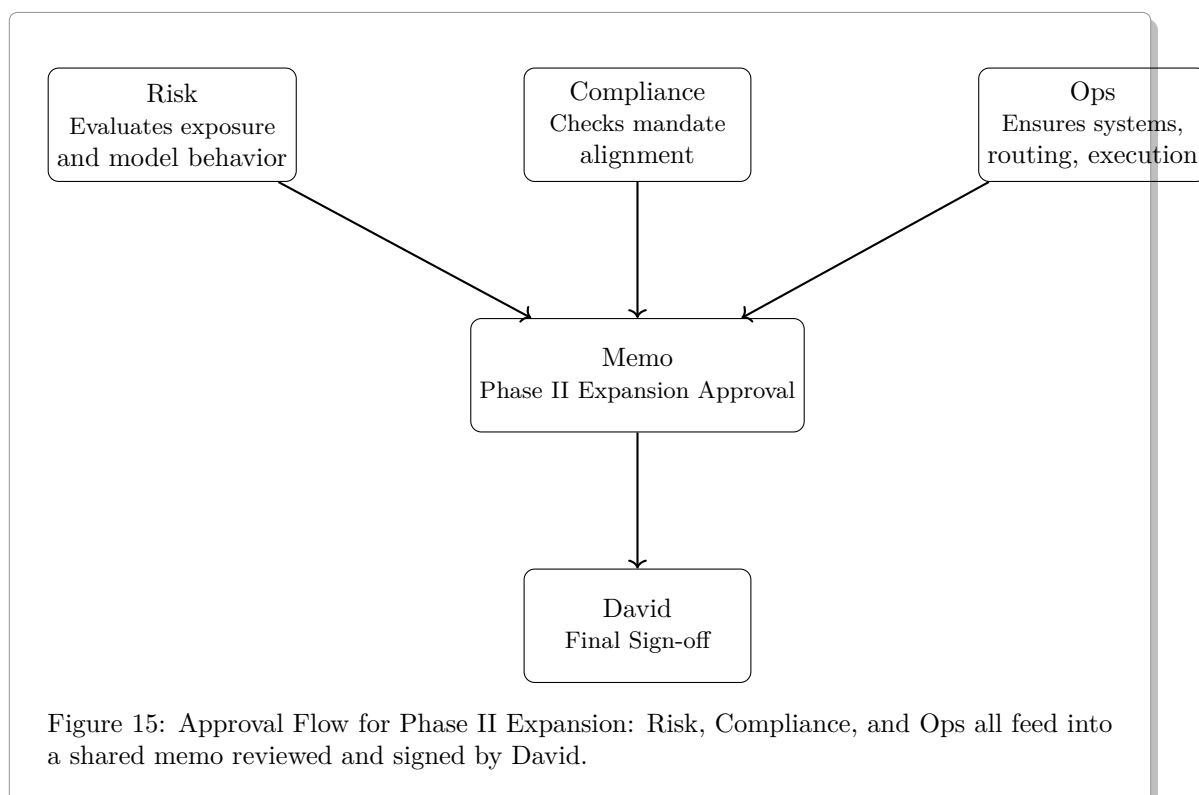 Risk
Evaluates exposure
and model behavior
Compliance
Checks mandate
alignment
Ops
Ensures systems,
routing, execution
Memo
Phase II Expansion Approval
David
Final Sign-off
Figure 15: Approval Flow for Phase II Expansion: Risk, Compliance, and Ops all feed into
a shared memo reviewed and signed by David.